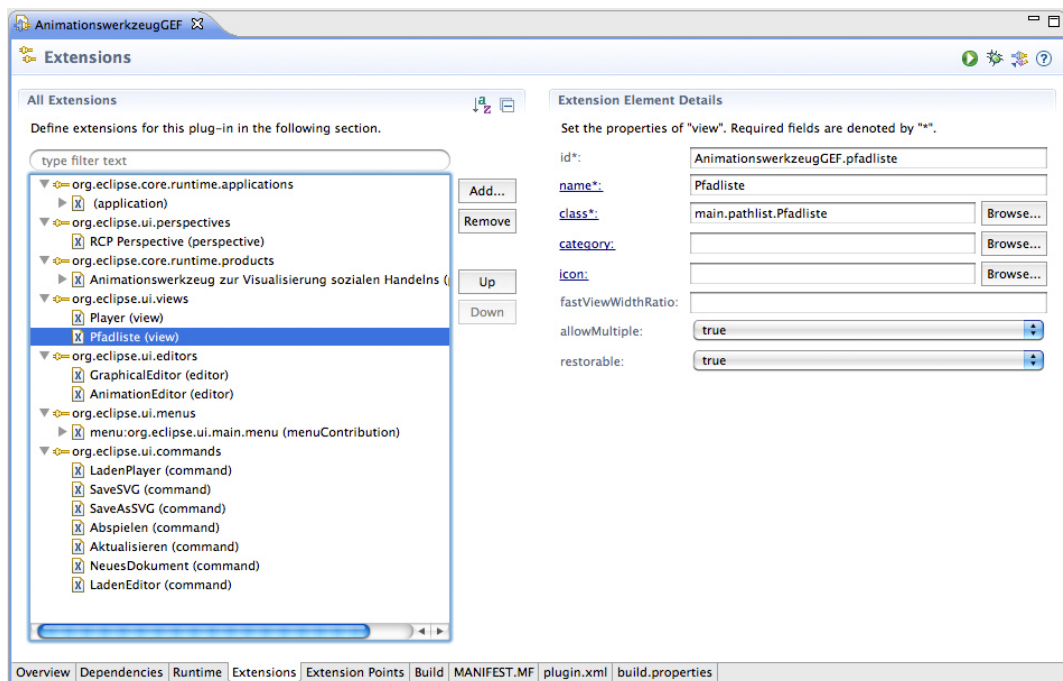 AnimationswerkzeugGEF
Extensions
All Extensions
Define extensions for this plug-in in the following section.
type filter text
org.eclipse.core.runtime.applications
(application)
org.eclipse.ui.perspectives
RCP Perspective (perspective)
org.eclipse.core.runtime.products
Animationswerkzeug zur Visualisierung sozialen Handelns (
org.eclipse.ui.views
Player (view)
Pfadliste (view)
org.eclipse.ui.editors
GraphicalEditor (editor)
AnimationEditor (editor)
org.eclipse.ui.menus
menu:org.eclipse.ui.main.menu (menuContribution)
org.eclipse.ui.commands
LadenPlayer (command)
SaveSVG (command)
SaveAsSVG (command)
Abspielen (command)
Aktualisieren (command)
NeuesDokument (command)
LadenEditor (command)
Add...
Remove
Up
Down
Extension Element Details
Set the properties of "view". Required fields are denoted by "*".
id*: AnimationswerkzeugGEF.pfadliste
name*: Pfadliste
class*: main.pathlist.Pfadliste Browse...
category: Browse...
icon: Browse...
fastViewWidthRatio:
allowMultiple: true
restorable: true
Overview Dependencies Runtime Extensions Extension Points Build MANIFEST.MF plugin.xml build.properties